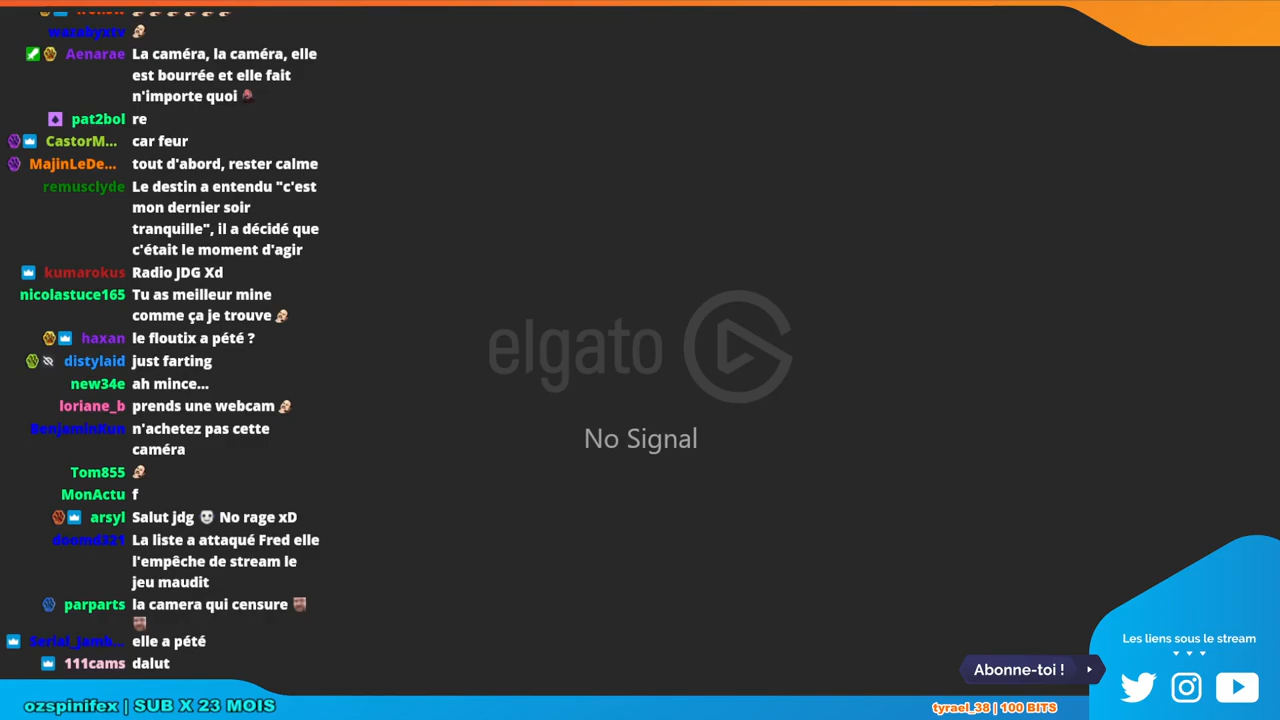 watabyxtv
Aenarae La caméra, la caméra, elle
est bourrée et elle fait
n'importe quoi
pat2bol re
CastorM... car feur
MajinLeDe... tout d'abord, rester calme
remusclyde Le destin a entendu "c'est
mon dernier soir
tranquille", il a décidé que
c'était le moment d'agir
kumarokus Radio JDG Xd
nicolastuce165 Tu as meilleur mine
comme ça je trouve
haxan le floutix a pété ?
distylaid just farting
new34e ah mince...
loriane_b prends une webcam
BenjaminKun n'achetez pas cette
caméra
Tom855
MonActu f
arsyl Salut jdg No rage xD
doomd321 La liste a attaqué Fred elle
l'empêche de stream le
jeu maudit
parparts la camera qui censure
Serial_Jamb... elle a pété
111cams dalut
elgato
No Signal
Les liens sous le stream
Abonne-toi !
ozspinifex | SUB X 23 MOIS
tyrael_38 | 100 BITS